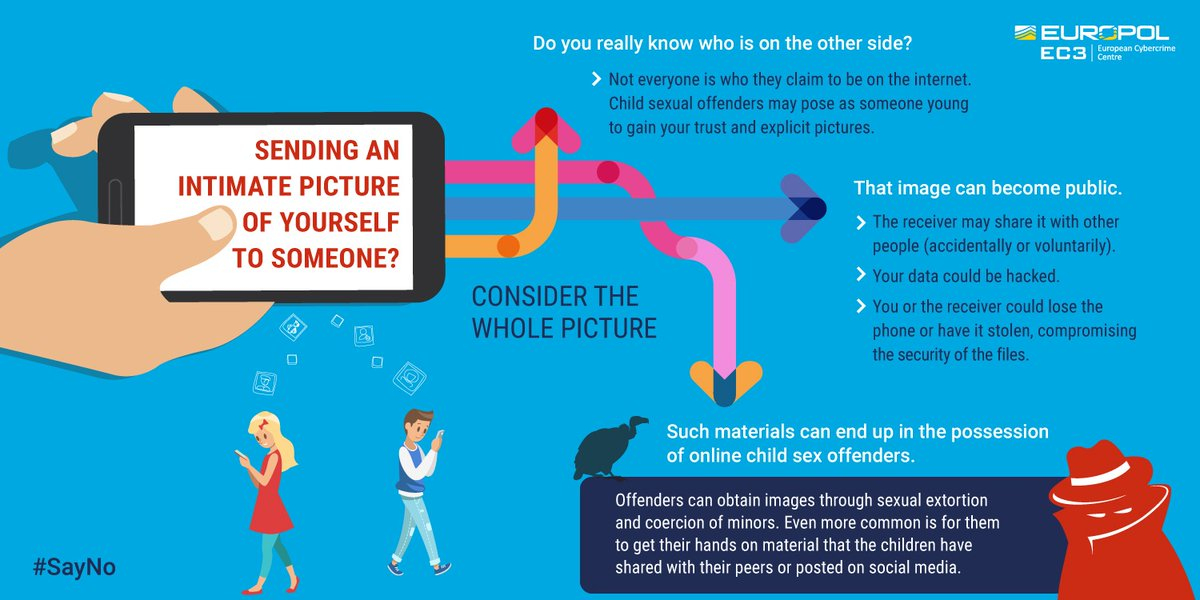 EUROPOL
EC3
European Cybercrime
Centre
Do you really know who is on the other side?
Not everyone is who they claim to be on the internet.
Child sexual offenders may pose as someone young
to gain your trust and explicit pictures.
SENDING AN
INTIMATE PICTURE
OF YOURSELF
TO SOMEONE?
CONSIDER THE
WHOLE PICTURE
That image can become public.
The receiver may share it with other
people (accidentally or voluntarily).
Your data could be hacked.
You or the receiver could lose the
phone or have it stolen, compromising
the security of the files.
Such materials can end up in the possession
of online child sex offenders.
Offenders can obtain images through sexual extortion
and coercion of minors. Even more common is for them
to get their hands on material that the children have
shared with their peers or posted on social media.
#SayNo